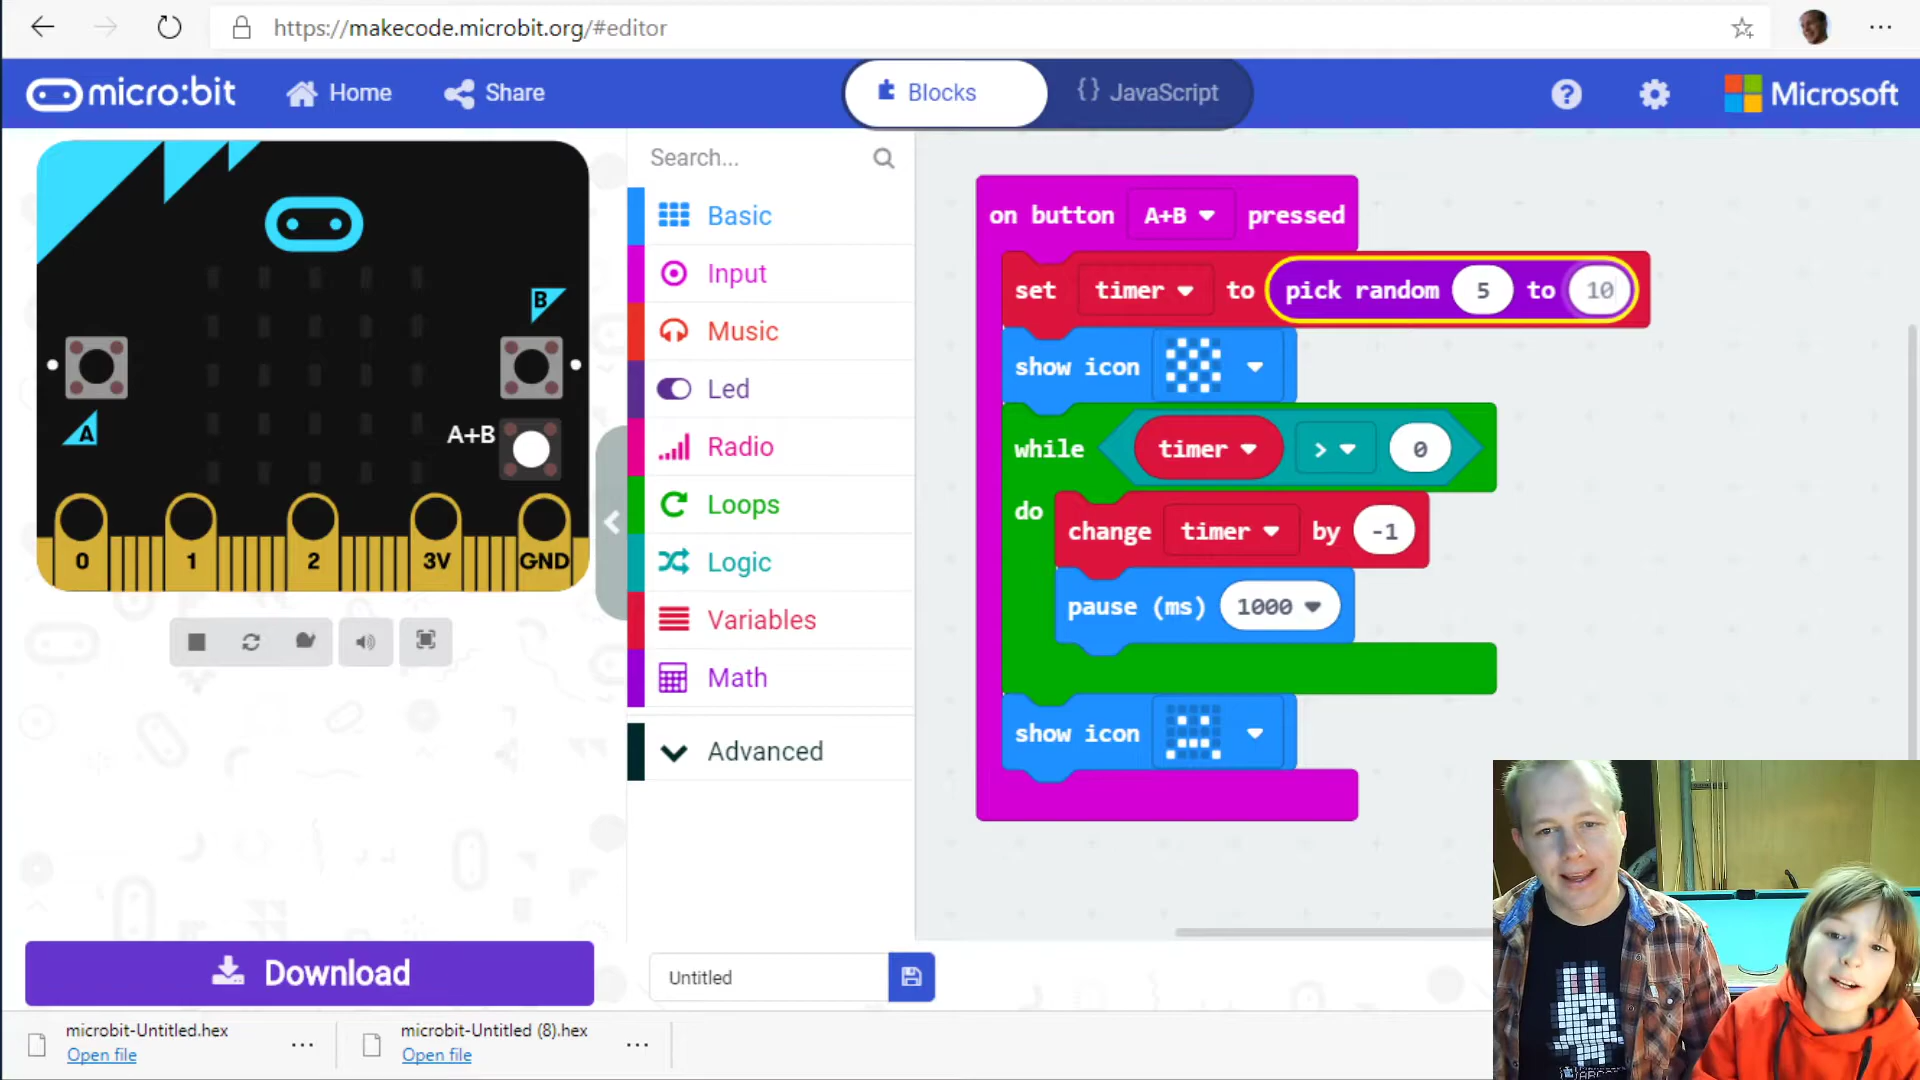 https://makecode.microbit.org/#editor
micro:bit Home Share Blocks {} JavaScript ? Microsoft
Search...
Basic
Input
Music
Led
Radio
Loops
Logic
Variables
Math
Advanced
B
A
A+B
0 1 2 3V GND
on button A+B pressed
set timer to pick random 5 to 10
show icon
while timer > 0
do change timer by -1
pause (ms) 1000
show icon
Download
Untitled
microbit-Untitled.hex
Open file
microbit-Untitled (8).hex
Open file